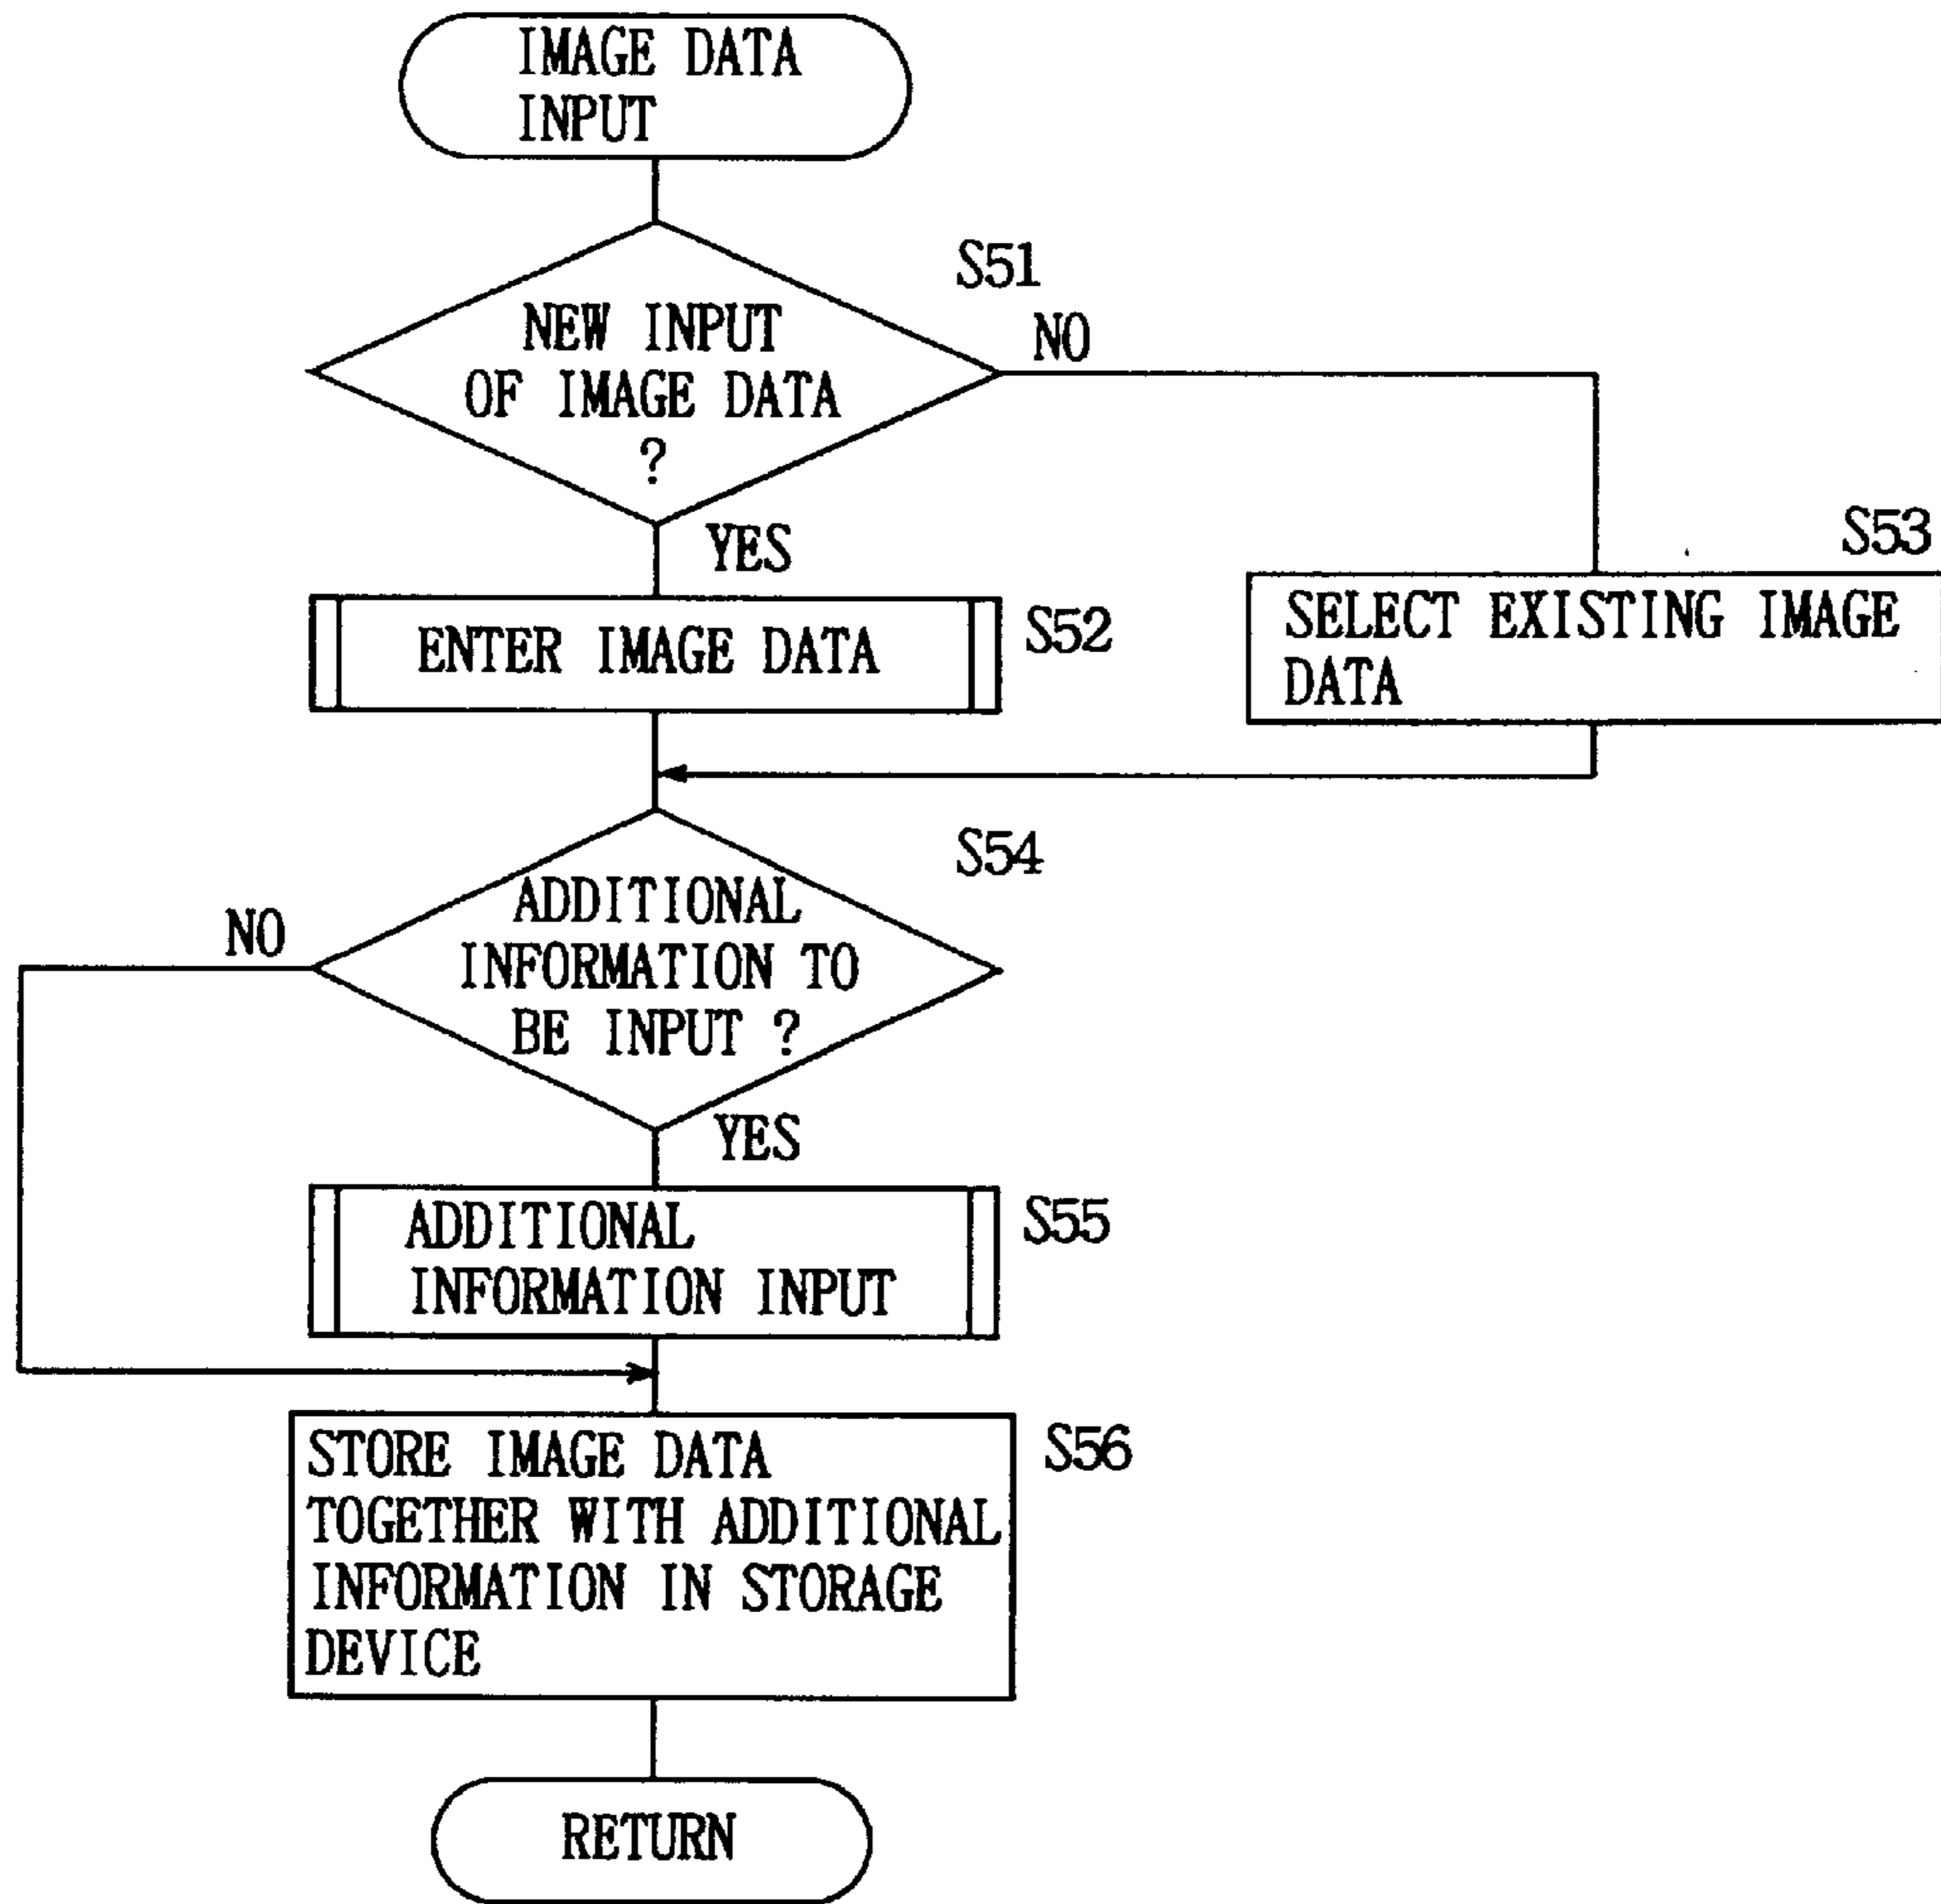 IMAGE DATA
INPUT
S51
NEW INPUT
OF IMAGE DATA
?
NO
YES
ENTER IMAGE DATA
S52
S53
SELECT EXISTING IMAGE
DATA
S54
ADDITIONAL
INFORMATION TO
BE INPUT ?
NO
YES
ADDITIONAL
INFORMATION INPUT
S55
STORE IMAGE DATA
TOGETHER WITH ADDITIONAL
INFORMATION IN STORAGE
DEVICE
S56
RETURN